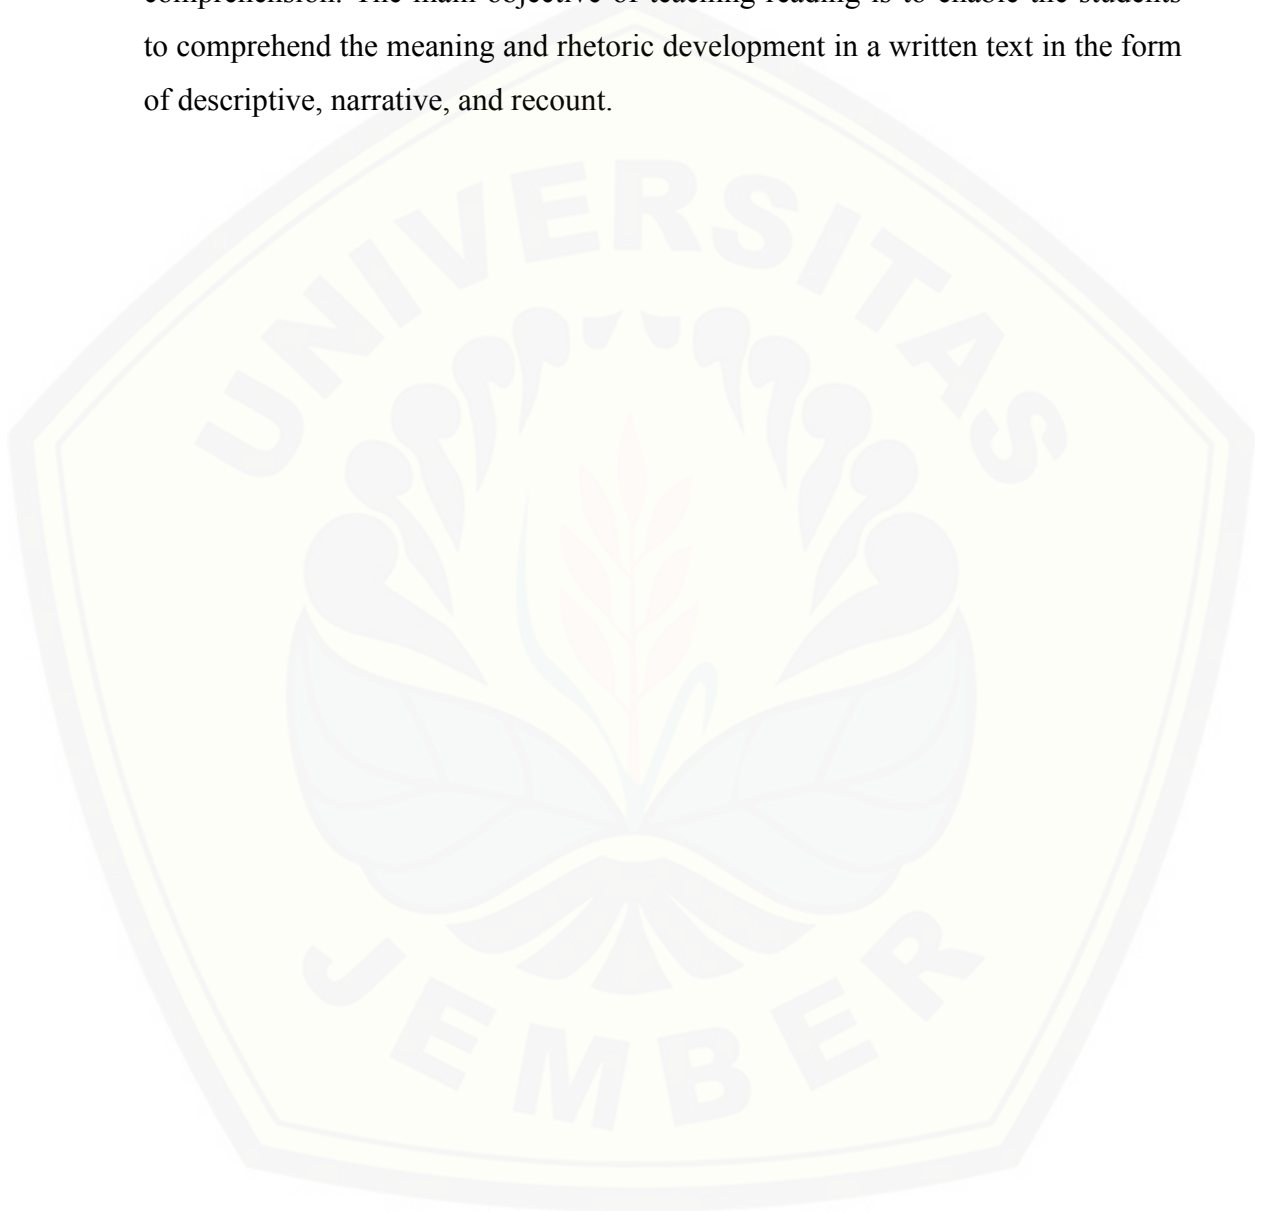 comprehension. The main objective of teaching reading is to enable the students
to comprehend the meaning and rhetoric development in a written text in the form
of descriptive, narrative, and recount.
UNIVERSITAS
JEMBER